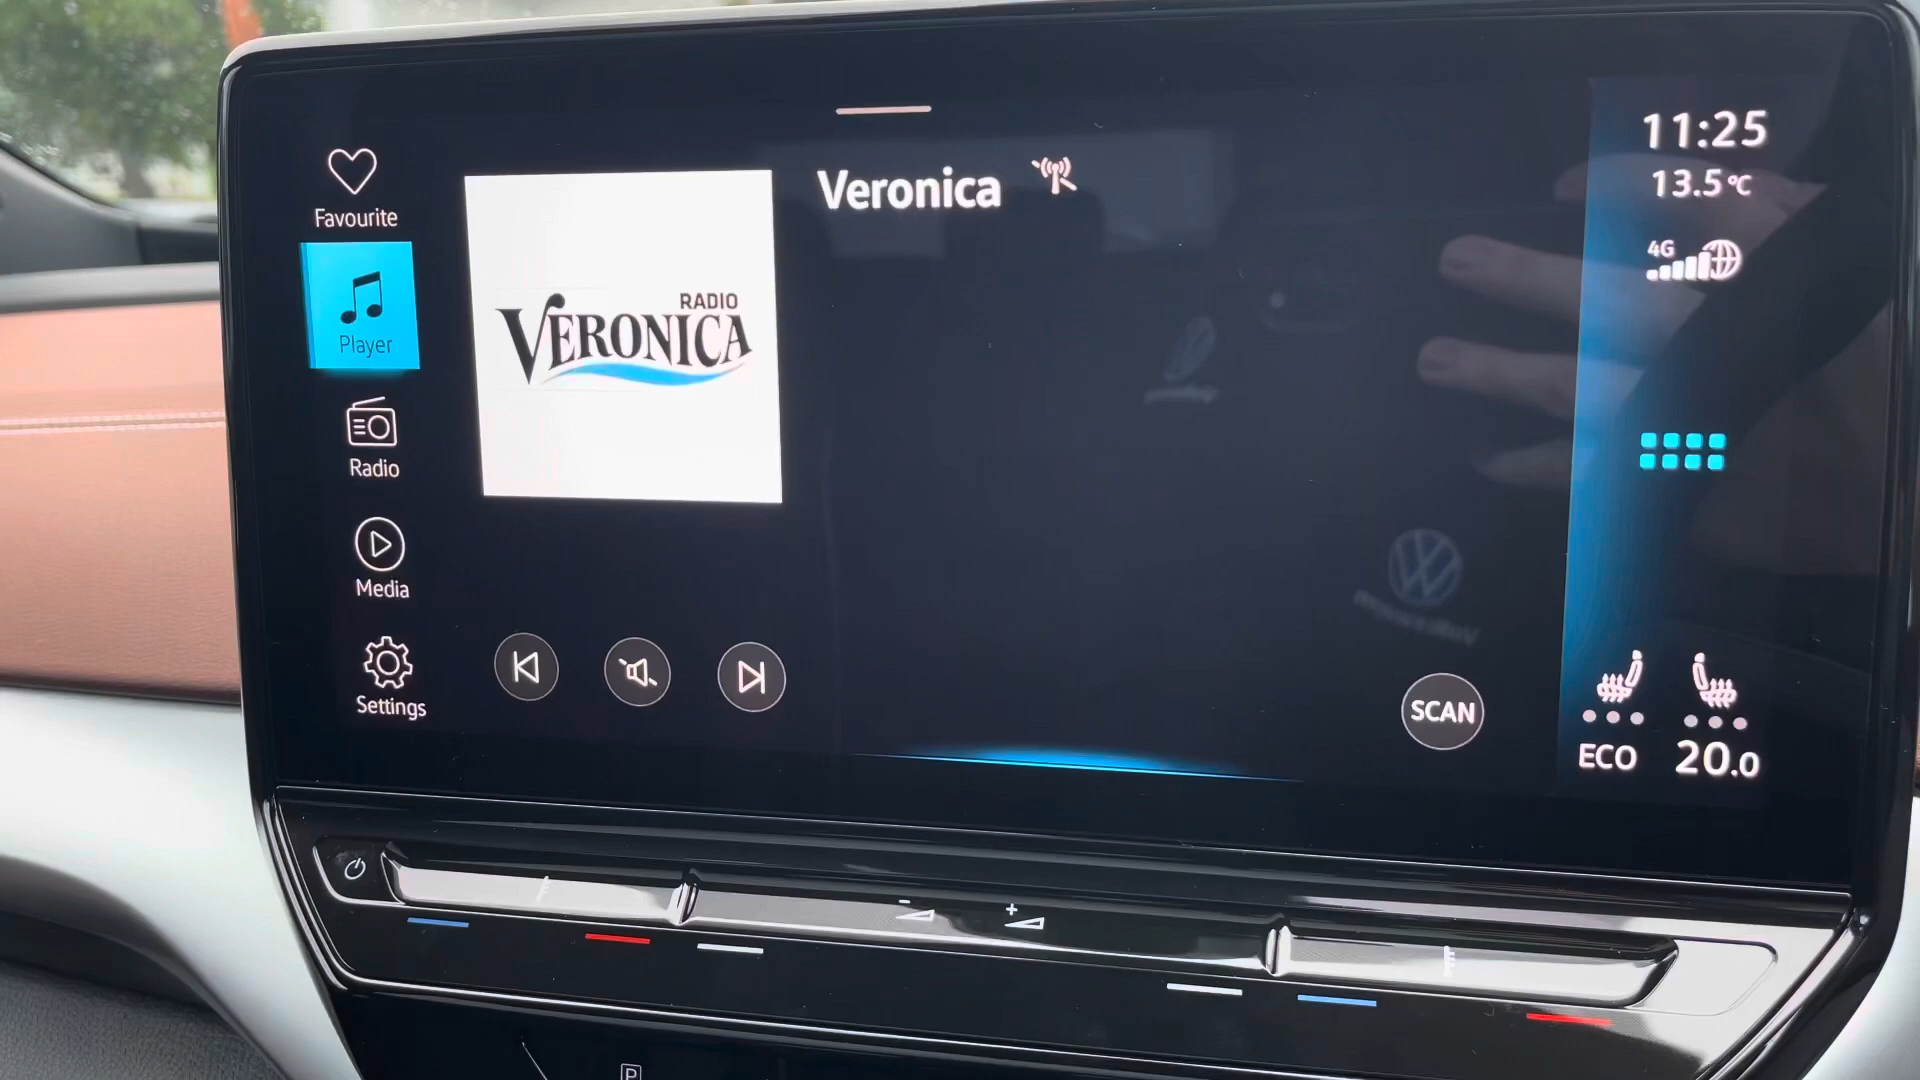 Favourite
Player
Radio
Media
Settings
RADIO
VERONICA
Veronica
SCAN
11:25
13.5°C
4G
ECO
20.0
- +
P